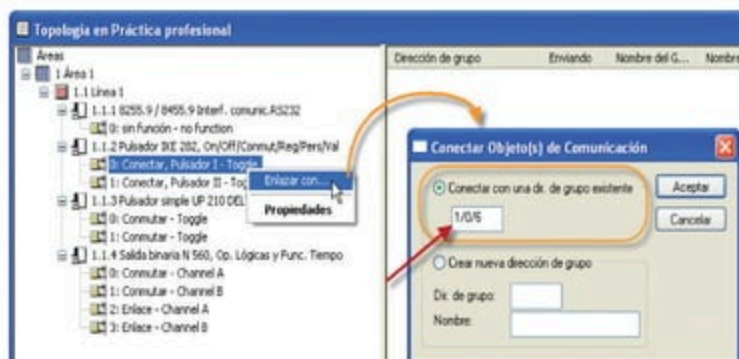 Topología en Práctica profesional
Áreas
1 Área 1
1.1 Línea 1
1.1.1 8255.9 / 8455.9 Interf. comunic.RS232
0: sin función - no function
1.1.2 Pulsador IKE 282, On/Off/Conmut/Reg/Pers/Val
0: Conectar, Pulsador I - Toggle
1: Conectar, Pulsador II - Tog
1.1.3 Pulsador simple UP 210 DEL
0: Conmutar - Toggle
1: Conmutar - Toggle
1.1.4 Salida binaria N 560, Op. Lógicas y Func. Tiempo
0: Conmutar - Channel A
1: Conmutar - Channel B
2: Enlace - Channel A
3: Enlace - Channel B
Enlazar con...
Propiedades
Dirección de grupo Enviando Nombre del G... Nombre
Conectar Objeto(s) de Comunicación
Conectar con una dir. de grupo existente
1/0/6
Aceptar
Cancelar
Crear nueva dirección de grupo
Dir. de grupo:
Nombre: